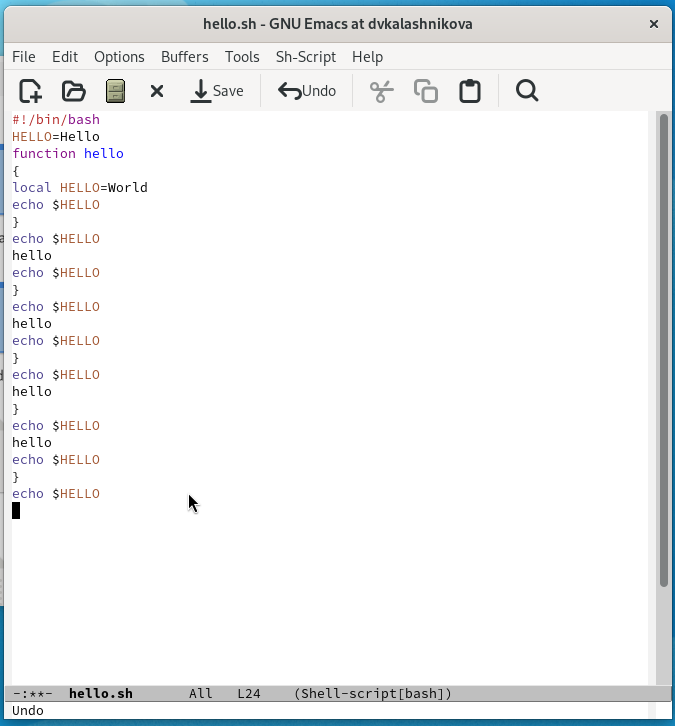 hello.sh - GNU Emacs at dvkalashnikova
File Edit Options Buffers Tools Sh-Script Help
Save Undo
#!/bin/bash
HELLO=Hello
function hello
{
local HELLO=World
echo $HELLO
}
echo $HELLO
hello
echo $HELLO
}
echo $HELLO
hello
echo $HELLO
}
echo $HELLO
hello
}
echo $HELLO
hello
echo $HELLO
}
echo $HELLO
-:**- hello.sh All L24 (Shell-script[bash])
Undo